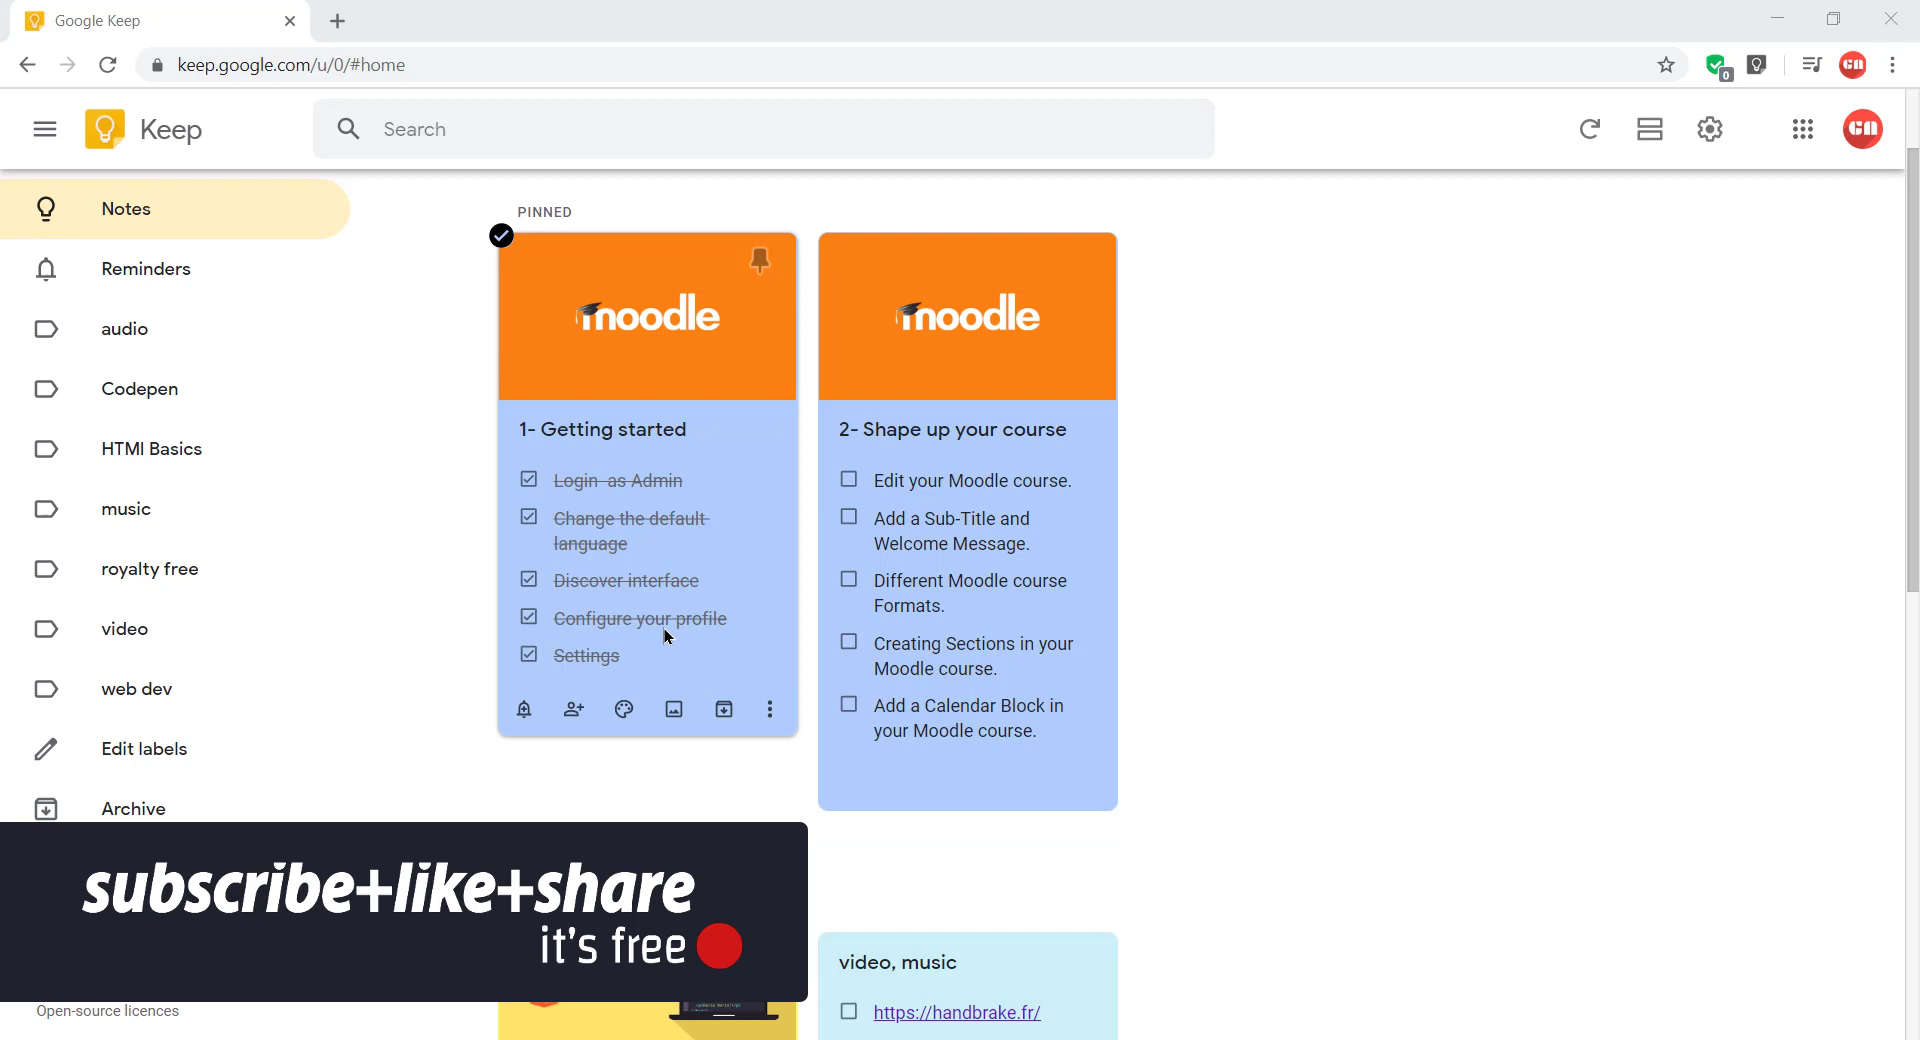 Google Keep
keep.google.com/u/0/#home
0
Keep
Search
Notes
Reminders
audio
Codepen
HTMl Basics
music
royalty free
video
web dev
Edit labels
Archive
Open-source licences
PINNED
moodle
1- Getting started
Login as Admin
Change the default
language
Discover interface
Configure your profile
Settings
moodle
2- Shape up your course
Edit your Moodle course.
Add a Sub-Title and
Welcome Message.
Different Moodle course
Formats.
Creating Sections in your
Moodle course.
Add a Calendar Block in
your Moodle course.
video, music
https://handbrake.fr/
subscribe+like+share
it's free